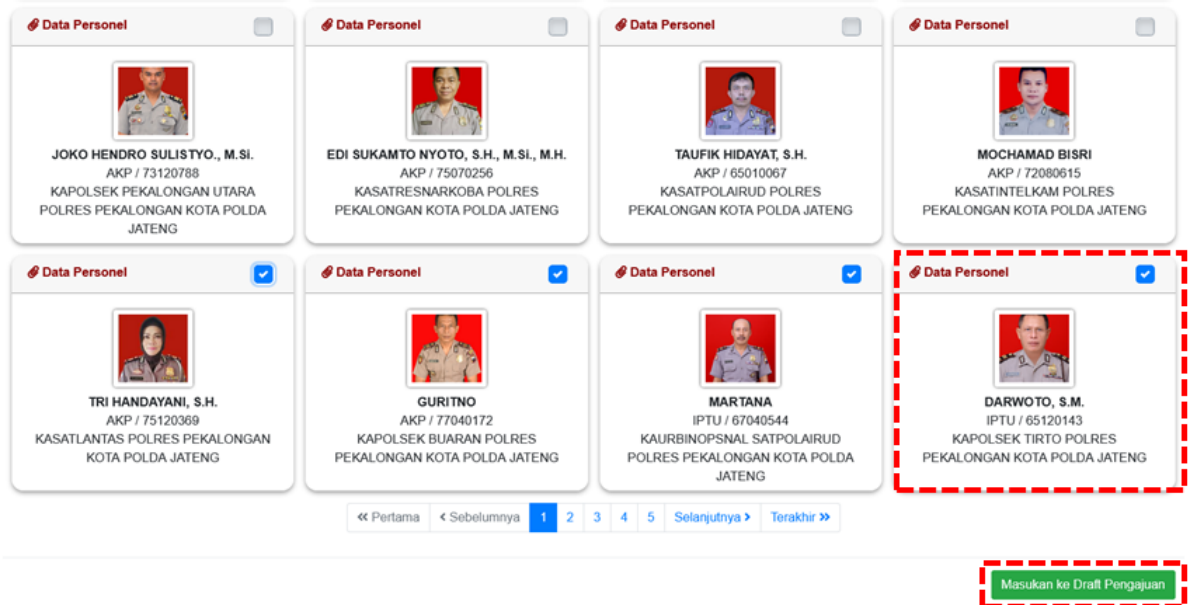 Data Personel
JOKO HENDRO SULISTYO., M.Si.
AKP / 73120788
KAPOLSEK PEKALONGAN UTARA
POLRES PEKALONGAN KOTA POLDA
JATENG
Data Personel
EDI SUKAMTO NYOTO, S.H., M.Si., M.H.
AKP / 75070256
KASATRESNARKOBA POLRES
PEKALONGAN KOTA POLDA JATENG
Data Personel
TAUFIK HIDAYAT, S.H.
AKP / 65010067
KASATPOLAIRUD POLRES
PEKALONGAN KOTA POLDA JATENG
Data Personel
MOCHAMAD BISRI
AKP / 72080615
KASATINTELKAM POLRES
PEKALONGAN KOTA POLDA JATENG
Data Personel
TRI HANDAYANI, S.H.
AKP / 75120369
KASATLANTAS POLRES PEKALONGAN
KOTA POLDA JATENG
Data Personel
GURITNO
AKP / 77040172
KAPOLSEK BUARAN POLRES
PEKALONGAN KOTA POLDA JATENG
Data Personel
MARTANA
IPTU / 67040544
KAURBINOPSNAL SATPOLAIRUD
POLRES PEKALONGAN KOTA POLDA
JATENG
Data Personel
DARWOTO, S.M.
IPTU / 65120143
KAPOLSEK TIRTO POLRES
PEKALONGAN KOTA POLDA JATENG
« Pertama ‹ Sebelumnya 1 2 3 4 5 Selanjutnya › Terakhir »
Masukan ke Draft Pengajuan